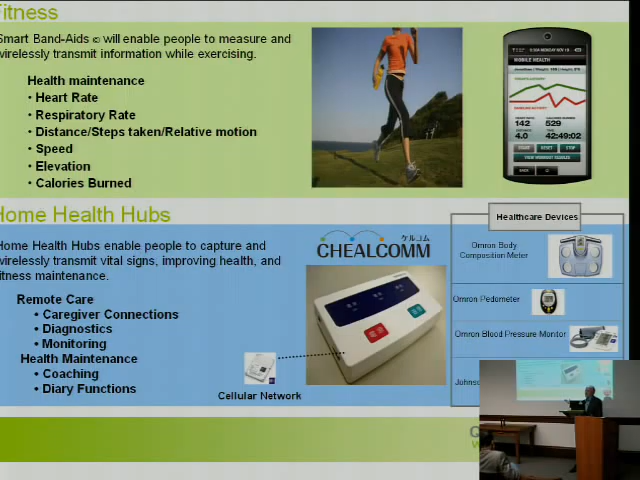 Fitness
Smart Band-Aids © will enable people to measure and
wirelessly transmit information while exercising.
Health maintenance
• Heart Rate
• Respiratory Rate
• Distance/Steps taken/Relative motion
• Speed
• Elevation
• Calories Burned
MOBILE HEALTH
142 529
4.0 42:49:02
RESET STOP
Home Health Hubs
Home Health Hubs enable people to capture and
wirelessly transmit vital signs, improving health, and
fitness maintenance.
Remote Care
• Caregiver Connections
• Diagnostics
• Monitoring
Health Maintenance
• Coaching
• Diary Functions
ケルコム
CHEALCOMM
Cellular Network
Healthcare Devices
Omron Body
Composition Meter
Omron Pedometer
Omron Blood Pressure Monitor
Johns